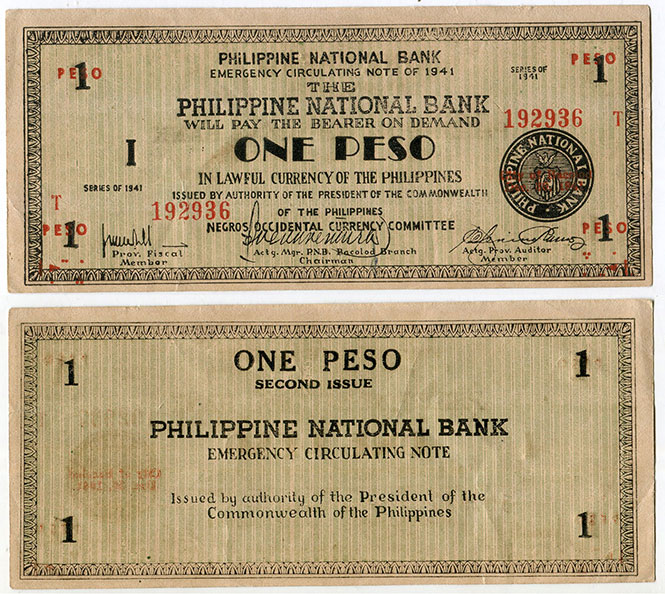 PHILIPPINE NATIONAL BANK
EMERGENCY CIRCULATING NOTE OF 1941
PESO 1
SERIES OF 1941
1 PESO
THE
PHILIPPINE NATIONAL BANK
WILL PAY THE BEARER ON DEMAND
192936 T
I
ONE PESO
IN LAWFUL CURRENCY OF THE PHILIPPINES
PHILIPPINE NATIONAL BANK
SERIES OF 1941
ISSUED BY AUTHORITY OF THE PRESIDENT OF THE COMMONWEALTH
T
192936
OF THE PHILIPPINES
NEGROS OCCIDENTAL CURRENCY COMMITTEE
PESO 1
1 PESO
Prov. Fiscal
Member
Actg. Mgr. P.N.B. Bacolod Branch
Chairman
Actg. Prov. Auditor
Member
1
ONE PESO
1
SECOND ISSUE
PHILIPPINE NATIONAL BANK
EMERGENCY CIRCULATING NOTE
Issued by authority of the President of the
Commonwealth of the Philippines
1
1